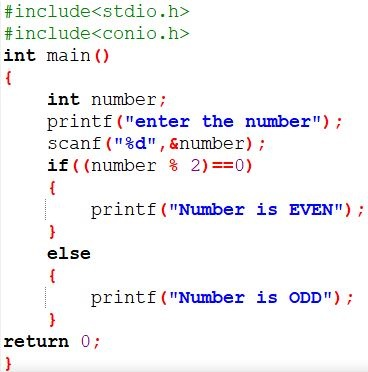 #include<stdio.h>
#include<conio.h>
int main()
{
    int number;
    printf("enter the number");
    scanf("%d",&number);
    if((number % 2)==0)
    {
        printf("Number is EVEN");
    }
    else
    {
        printf("Number is ODD");
    }
return 0;
}